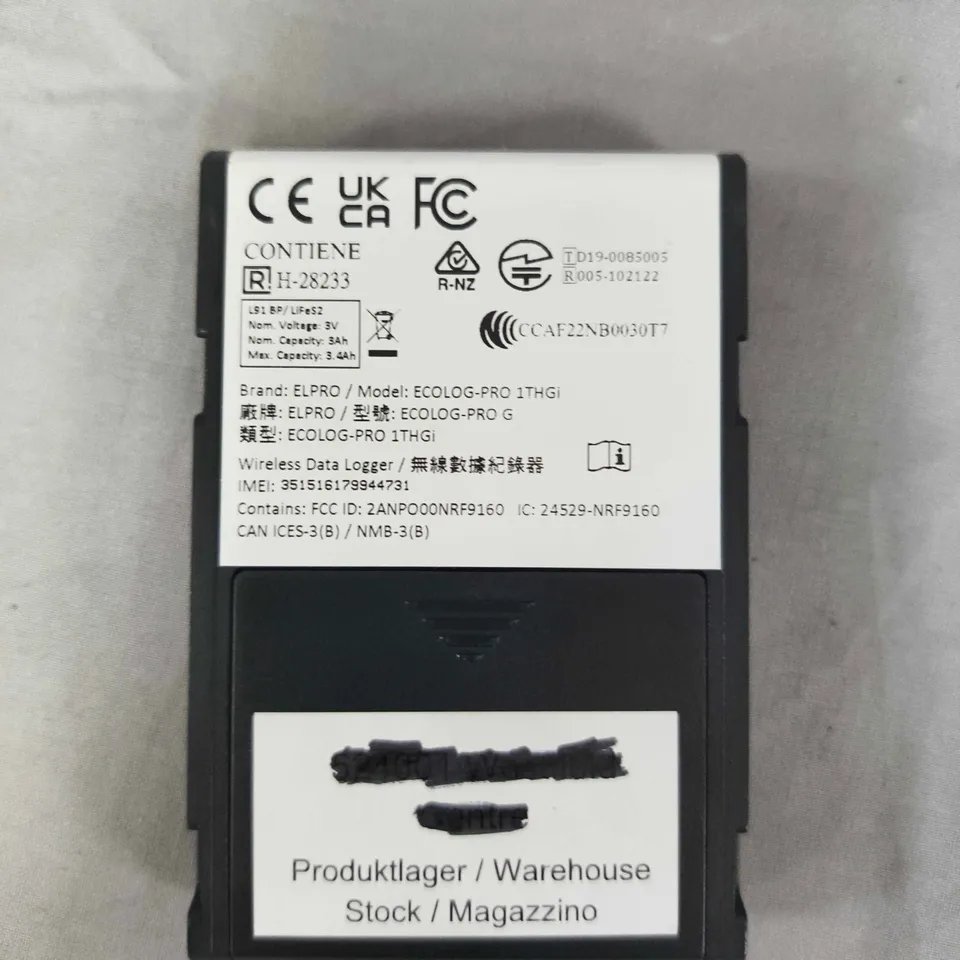 CE UK CA FC
CONTIENE
R H-28233
R-NZ
T D19-0085005
R 005-102122
L91 BP/ LiFeS2
Nom. Voltage: 3V
Nom. Capacity: 3Ah
Max. Capacity: 3.4Ah
CCAF22NB0030T7
Brand: ELPRO / Model: ECOLOG-PRO 1THGi
廠牌: ELPRO / 型號: ECOLOG-PRO G
類型: ECOLOG-PRO 1THGi
Wireless Data Logger / 無線數據紀錄器
IMEI: 351516179944731
Contains: FCC ID: 2ANPO00NRF9160 IC: 24529-NRF9160
CAN ICES-3(B) / NMB-3(B)
Produktlager / Warehouse
Stock / Magazzino